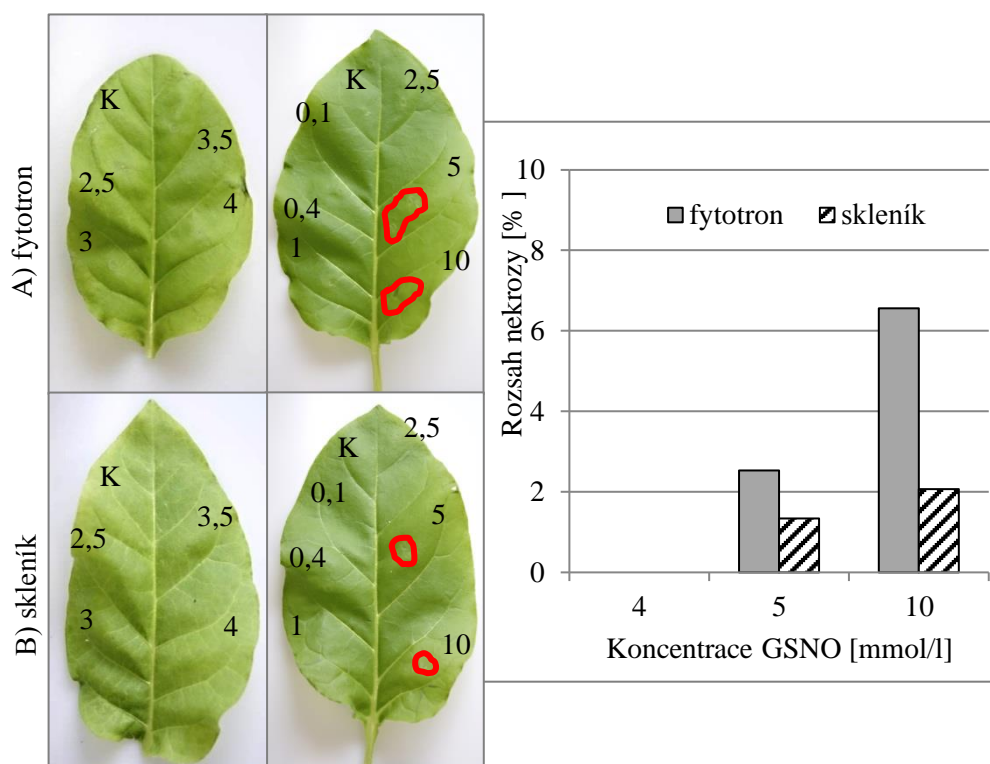 A) fytotron
K
3,5
2,5
4
3
K
2,5
0,1
5
0,4
1
10
B) skleník
K
3,5
2,5
3
4
2,5
K
0,1
5
0,4
1
10
Rozsah nekrozy [% ]
10
8
6
4
2
0
fytotron
skleník
4
5
10
Koncentrace GSNO [mmol/l]